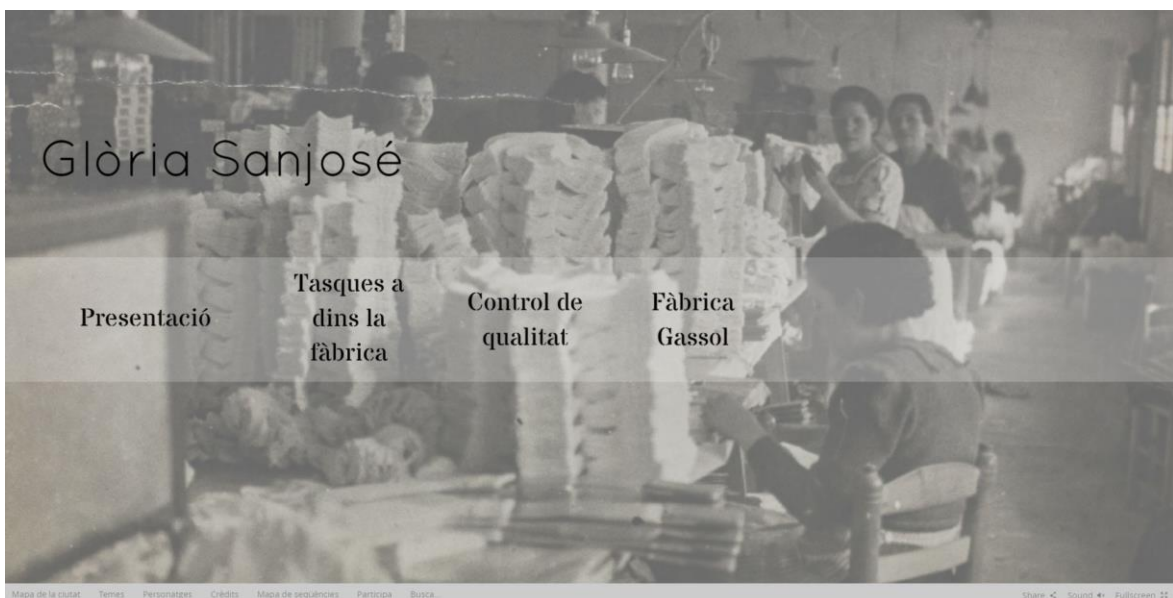 Glòria Sanjosé
Presentació
Tasques a
dins la
fàbrica
Control de
qualitat
Fàbrica
Gassol
Mapa de la ciutat Temes Personatges Crèdits Mapa de seqüències Participa Busca... Share Sound Fullscreen